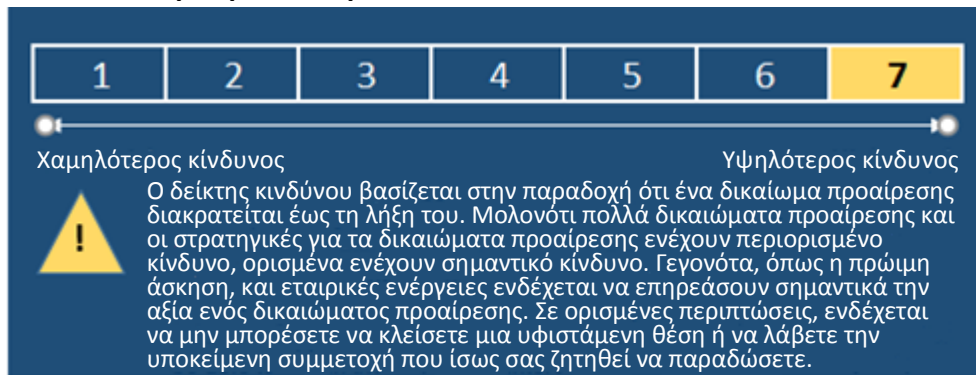 1 2 3 4 5 6 7
Χαμηλότερος κίνδυνος Υψηλότερος κίνδυνος
Ο δείκτης κινδύνου βασίζεται στην παραδοχή ότι ένα δικαίωμα προαίρεσης
διακρατείται έως τη λήξη του. Μολονότι πολλά δικαιώματα προαίρεσης και
! οι στρατηγικές για τα δικαιώματα προαίρεσης ενέχουν περιορισμένο
κίνδυνο, ορισμένα ενέχουν σημαντικό κίνδυνο. Γεγονότα, όπως η πρώιμη
άσκηση, και εταιρικές ενέργειες ενδέχεται να επηρεάσουν σημαντικά την
αξία ενός δικαιώματος προαίρεσης. Σε ορισμένες περιπτώσεις, ενδέχεται
να μην μπορέσετε να κλείσετε μια υφιστάμενη θέση ή να λάβετε την
υποκείμενη συμμετοχή που ίσως σας ζητηθεί να παραδώσετε.